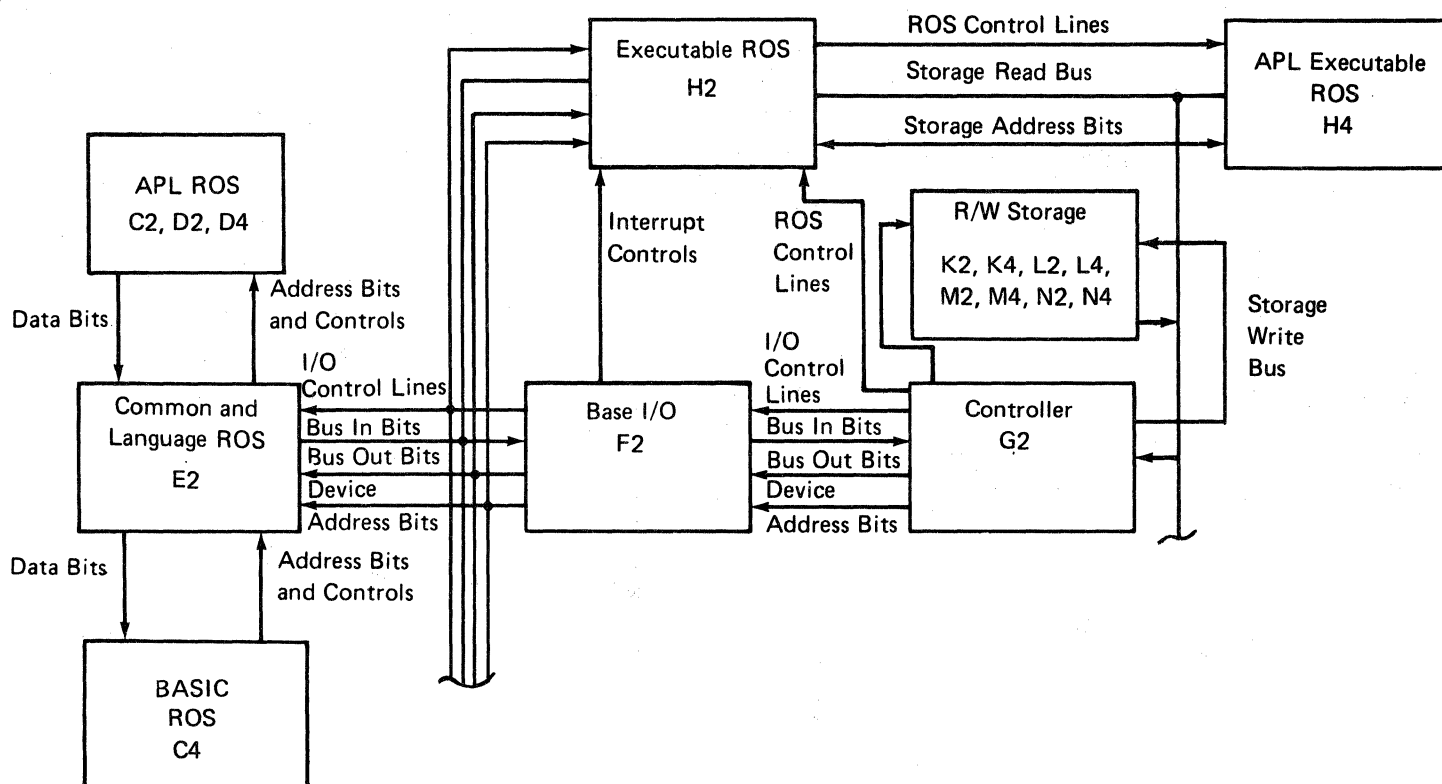 Executable ROS
H2
ROS Control Lines
Storage Read Bus
Storage Address Bits
APL Executable
ROS
H4
APL ROS
C2, D2, D4
Interrupt
Controls
ROS
Control
Lines
R/W Storage
K2, K4, L2, L4,
M2, M4, N2, N4
Storage
Write
Bus
Data Bits
Address Bits
and Controls
Common and
Language ROS
E2
I/O
Control Lines
Bus In Bits
Bus Out Bits
Device
Address Bits
Base I/O
F2
I/O
Control
Lines
Bus In Bits
Bus Out Bits
Device
Address Bits
Controller
G2
Data Bits
Address Bits
and Controls
BASIC
ROS
C4